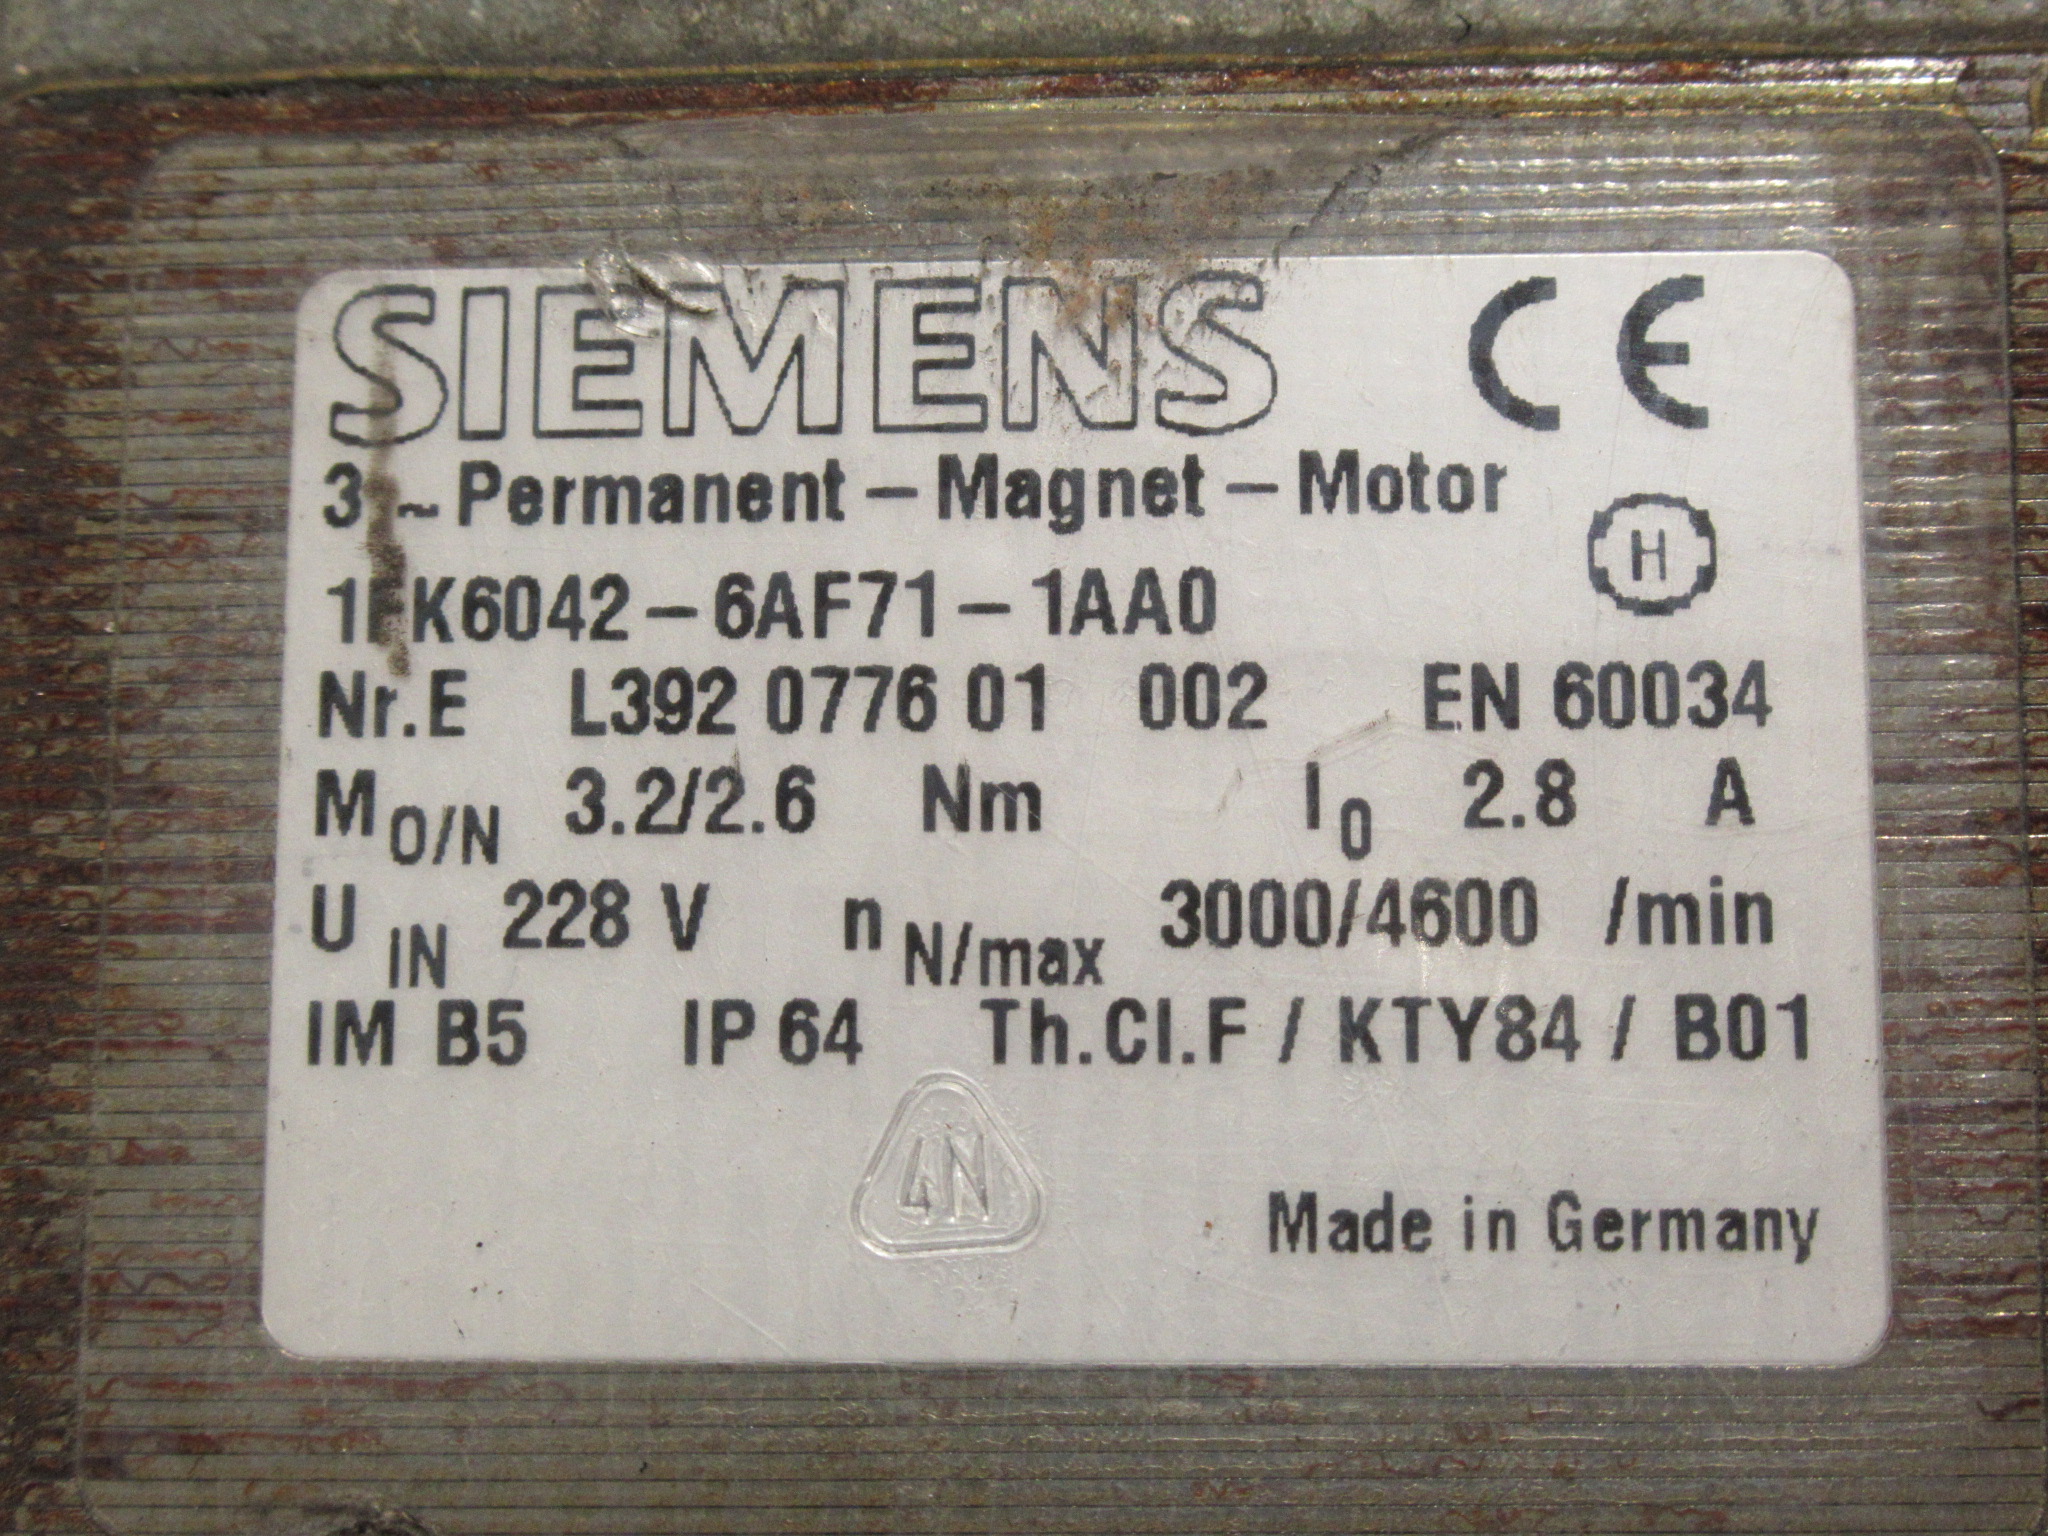 SIEMENS CE
3 ~ Permanent - Magnet - Motor
H
1FK6042 - 6AF71 - 1AA0
Nr.E L392 0776 01 002 EN 60034
M O/N 3.2/2.6 Nm I 0 2.8 A
U IN 228 V n N/max 3000/4600 /min
IM B5 IP 64 Th.Cl.F / KTY84 / B01
Made in Germany